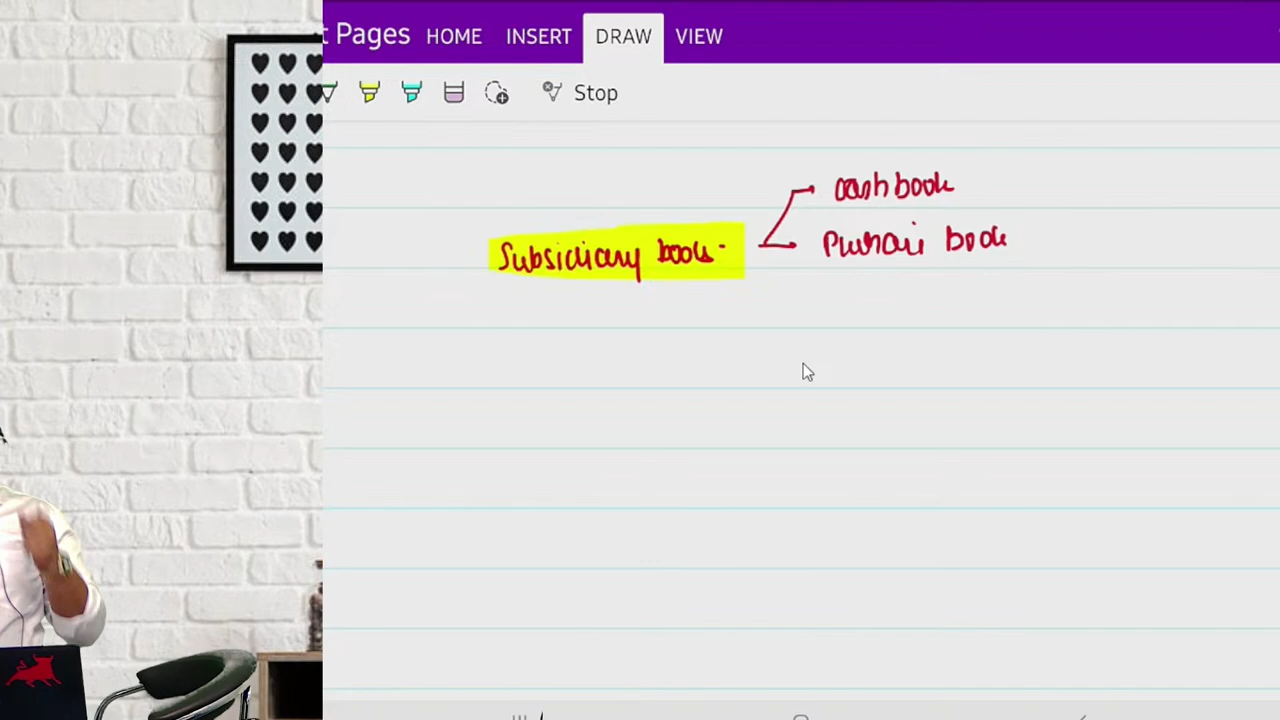 t Pages HOME INSERT DRAW VIEW
Stop
cash book
Subsidiary book
Purchase book